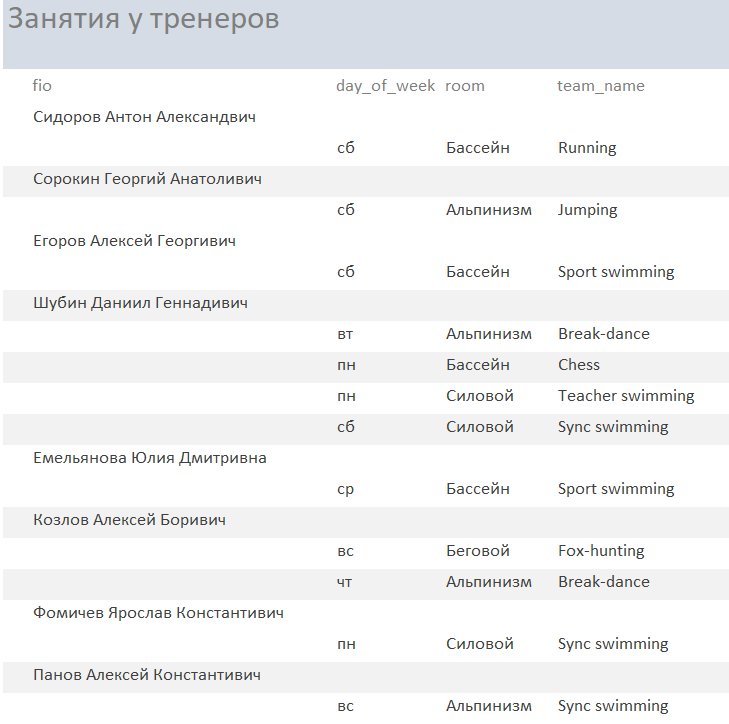 Занятия у тренеров
fio day_of_week room team_name
Сидоров Антон Александвич
сб Бассейн Running
Сорокин Георгий Анатоливич
сб Альпинизм Jumping
Егоров Алексей Георгивич
сб Бассейн Sport swimming
Шубин Даниил Геннадивич
вт Альпинизм Break-dance
пн Бассейн Chess
пн Силовой Teacher swimming
сб Силовой Sync swimming
Емельянова Юлия Дмитривна
ср Бассейн Sport swimming
Козлов Алексей Боривич
вс Беговой Fox-hunting
чт Альпинизм Break-dance
Фомичев Ярослав Константивич
пн Силовой Sync swimming
Панов Алексей Константивич
вс Альпинизм Sync swimming